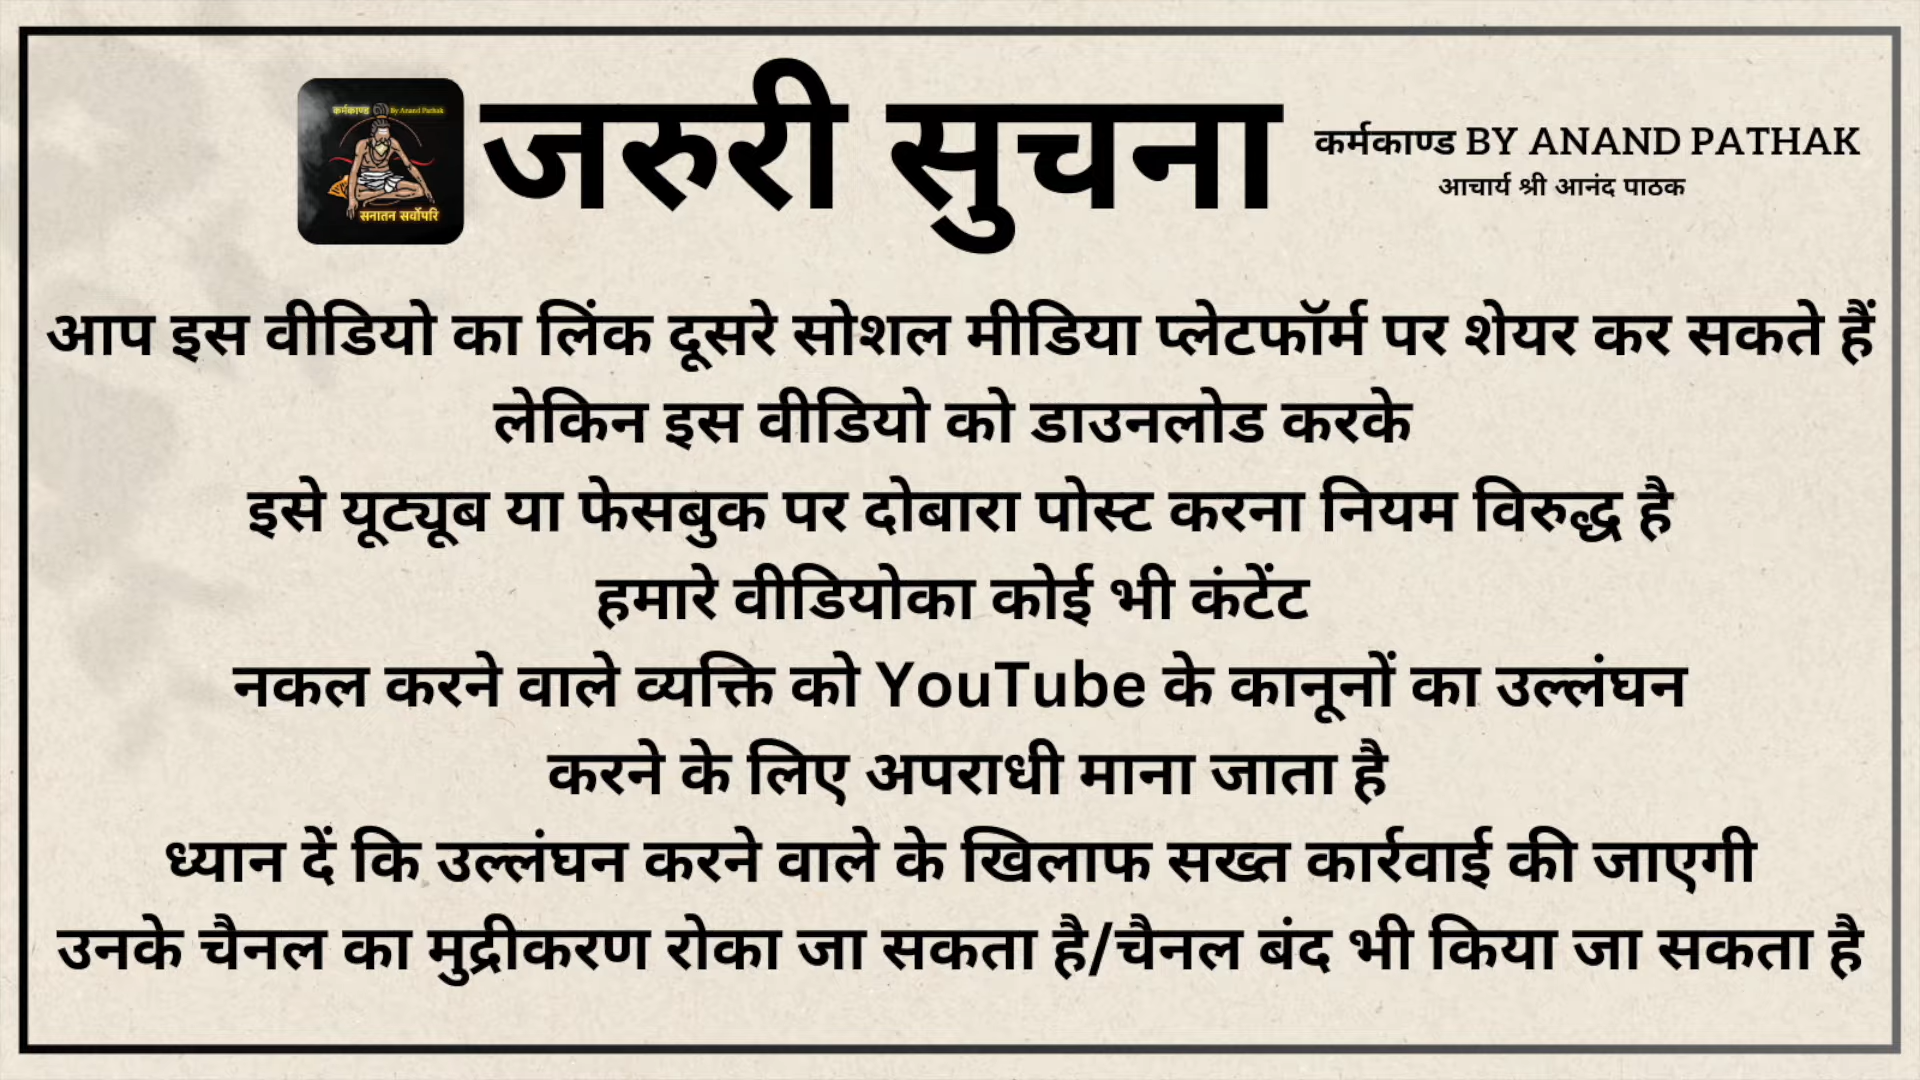 कर्मकाण्ड By Anand Pathak
सनातन सर्वोपरि
जरुरी सुचना
कर्मकाण्ड BY ANAND PATHAK
आचार्य श्री आनंद पाठक
आप इस वीडियो का लिंक दूसरे सोशल मीडिया प्लेटफॉर्म पर शेयर कर सकते हैं
लेकिन इस वीडियो को डाउनलोड करके
इसे यूट्यूब या फेसबुक पर दोबारा पोस्ट करना नियम विरुद्ध है
हमारे वीडियोका कोई भी कंटेंट
नकल करने वाले व्यक्ति को YouTube के कानूनों का उल्लंघन
करने के लिए अपराधी माना जाता है
ध्यान दें कि उल्लंघन करने वाले के खिलाफ सख्त कार्रवाई की जाएगी
उनके चैनल का मुद्रीकरण रोका जा सकता है/चैनल बंद भी किया जा सकता है